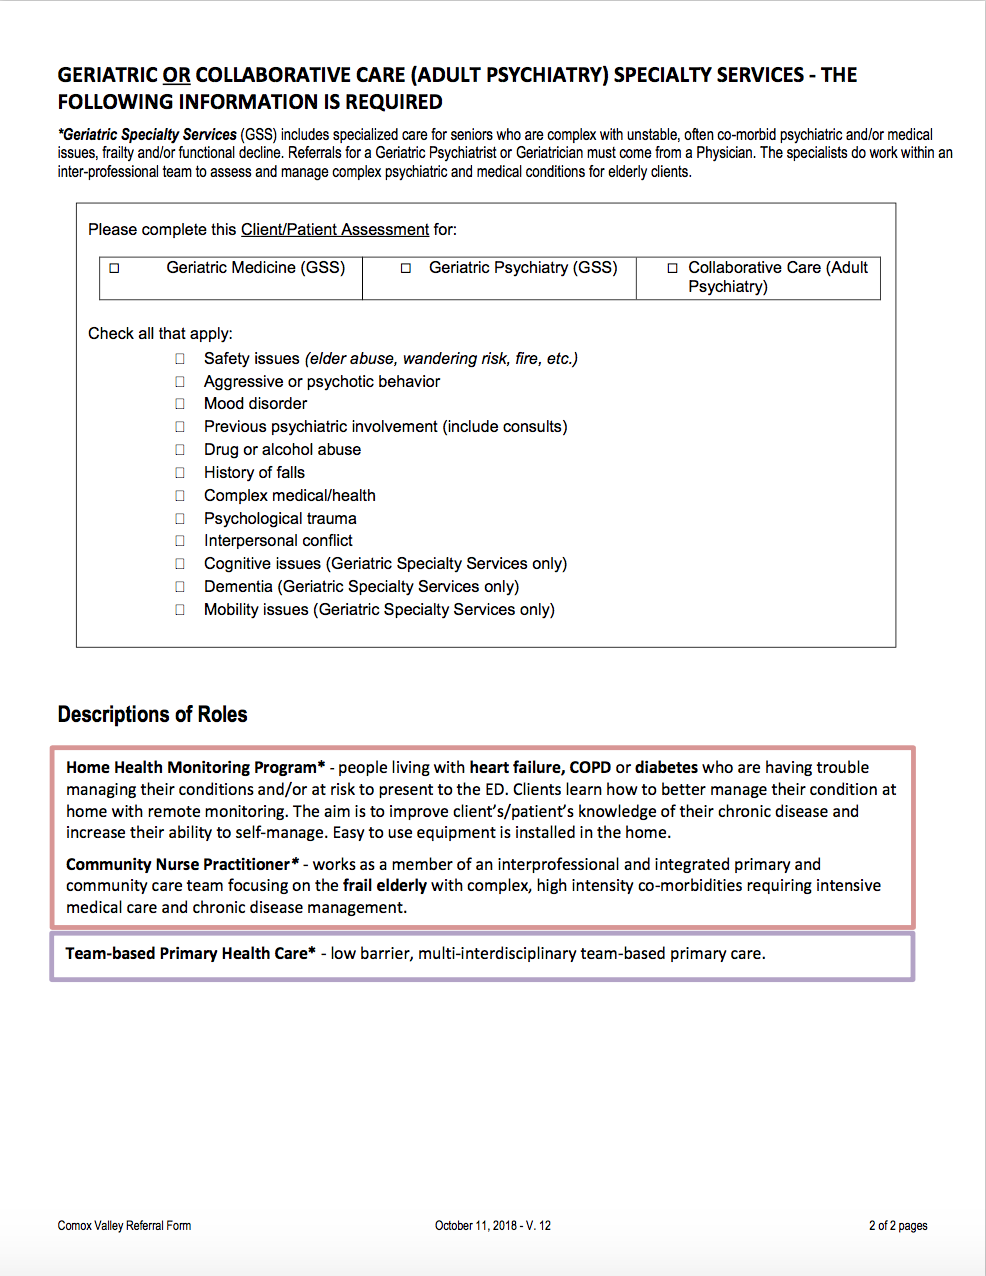 GERIATRIC OR COLLABORATIVE CARE (ADULT PSYCHIATRY) SPECIALTY SERVICES - THE
FOLLOWING INFORMATION IS REQUIRED
*Geriatric Specialty Services (GSS) includes specialized care for seniors who are complex with unstable, often co-morbid psychiatric and/or medical
issues, frailty and/or functional decline. Referrals for a Geriatric Psychiatrist or Geriatrician must come from a Physician. The specialists do work within an
inter-professional team to assess and manage complex psychiatric and medical conditions for elderly clients.
Please complete this Client/Patient Assessment for:
☐ Geriatric Medicine (GSS) ☐ Geriatric Psychiatry (GSS) ☐ Collaborative Care (Adult
Psychiatry)
Check all that apply:
☐ Safety issues (elder abuse, wandering risk, fire, etc.)
☐ Aggressive or psychotic behavior
☐ Mood disorder
☐ Previous psychiatric involvement (include consults)
☐ Drug or alcohol abuse
☐ History of falls
☐ Complex medical/health
☐ Psychological trauma
☐ Interpersonal conflict
☐ Cognitive issues (Geriatric Specialty Services only)
☐ Dementia (Geriatric Specialty Services only)
☐ Mobility issues (Geriatric Specialty Services only)
Descriptions of Roles
Home Health Monitoring Program* - people living with heart failure, COPD or diabetes who are having trouble
managing their conditions and/or at risk to present to the ED. Clients learn how to better manage their condition at
home with remote monitoring. The aim is to improve client's/patient's knowledge of their chronic disease and
increase their ability to self-manage. Easy to use equipment is installed in the home.
Community Nurse Practitioner* - works as a member of an interprofessional and integrated primary and
community care team focusing on the frail elderly with complex, high intensity co-morbidities requiring intensive
medical care and chronic disease management.
Team-based Primary Health Care* - low barrier, multi-interdisciplinary team-based primary care.
Comox Valley Referral Form October 11, 2018 - V. 12 2 of 2 pages